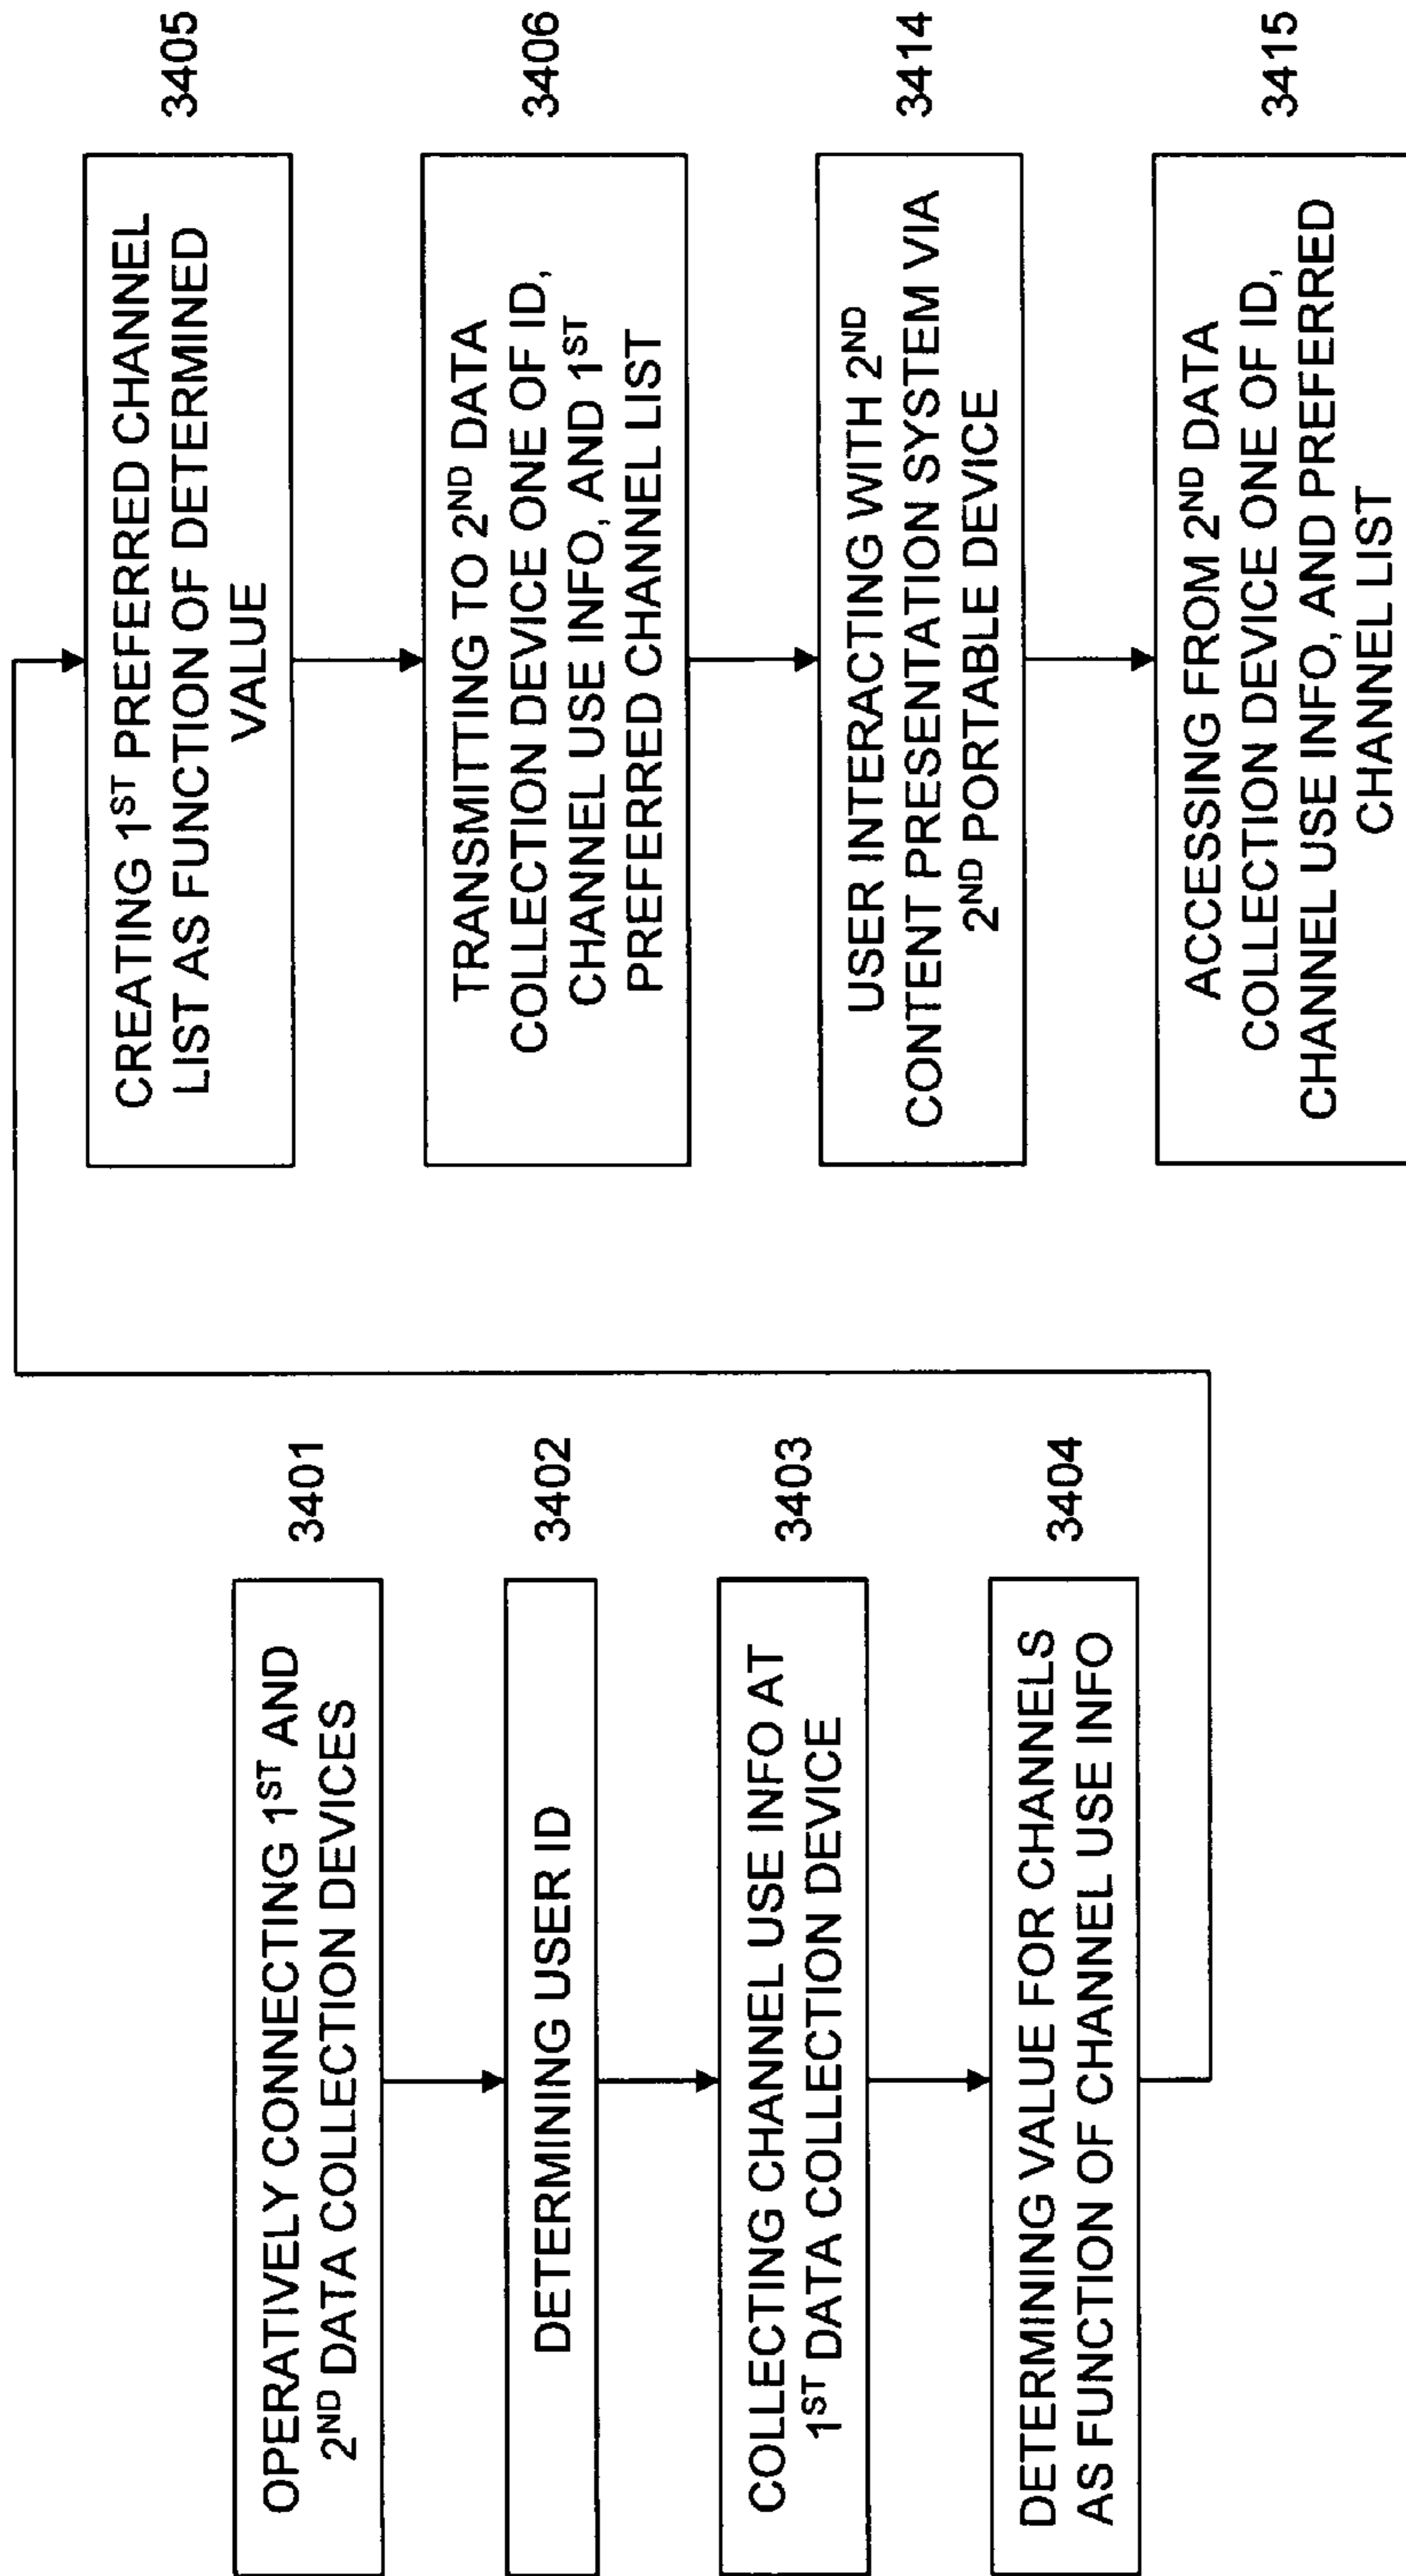 OPERATIVELY CONNECTING 1ST AND
2ND DATA COLLECTION DEVICES
3401
DETERMINING USER ID
3402
COLLECTING CHANNEL USE INFO AT
1ST DATA COLLECTION DEVICE
3403
DETERMINING VALUE FOR CHANNELS
AS FUNCTION OF CHANNEL USE INFO
3404
CREATING 1ST PREFERRED CHANNEL
LIST AS FUNCTION OF DETERMINED
VALUE
3405
TRANSMITTING TO 2ND DATA
COLLECTION DEVICE ONE OF ID,
CHANNEL USE INFO, AND 1ST
PREFERRED CHANNEL LIST
3406
USER INTERACTING WITH 2ND
CONTENT PRESENTATION SYSTEM VIA
2ND PORTABLE DEVICE
3414
ACCESSING FROM 2ND DATA
COLLECTION DEVICE ONE OF ID,
CHANNEL USE INFO, AND PREFERRED
CHANNEL LIST
3415